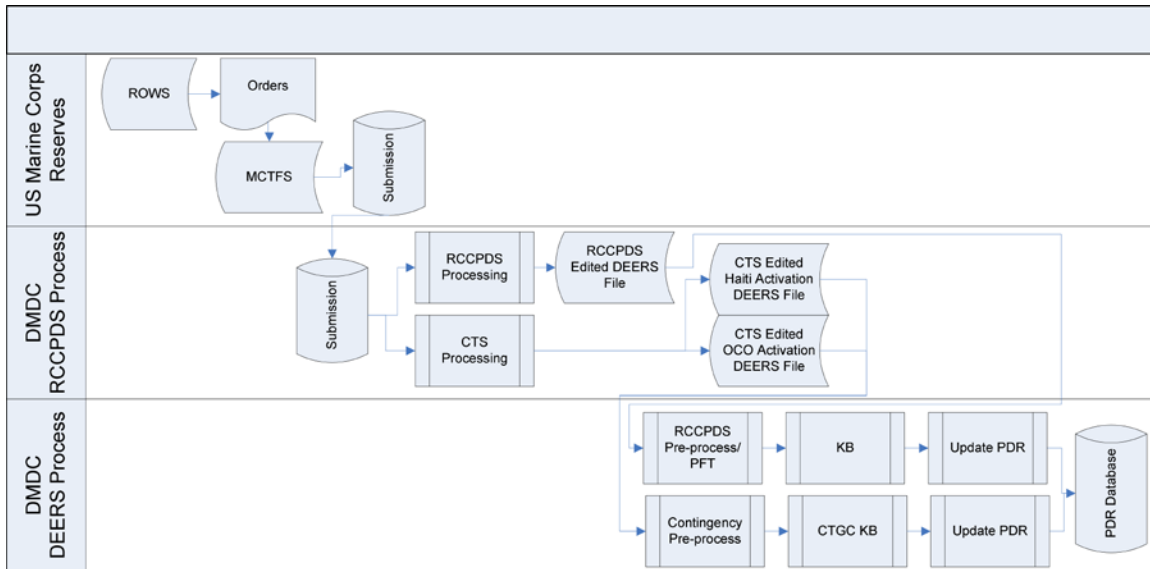 US Marine Corps
Reserves
ROWS
Orders
MCTFS
Submission
DMDC
RCCPDS Process
Submission
RCCPDS
Processing
RCCPDS
Edited DEERS
File
CTS Edited
Haiti Activation
DEERS File
CTS
Processing
CTS Edited
OCO Activation
DEERS File
DMDC
DEERS Process
RCCPDS
Pre-process/
PFT
KB
Update PDR
PDR Database
Contingency
Pre-process
CTGC KB
Update PDR